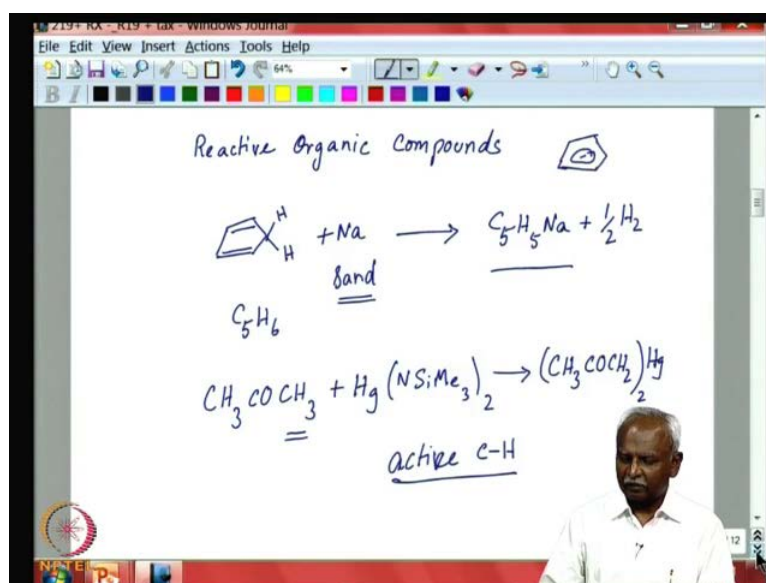 219+ RX -_R19 + tax - Windows Journal
File Edit View Insert Actions Tools Help
64%
B I
Reactive Organic Compounds
H
H
+ Na ⟶ C5H5Na + 1/2 H2
Sand
C5H6
CH3COCH3 + Hg(NSiMe3)2 → (CH3COCH2)2Hg
active C-H
12
NPTEL